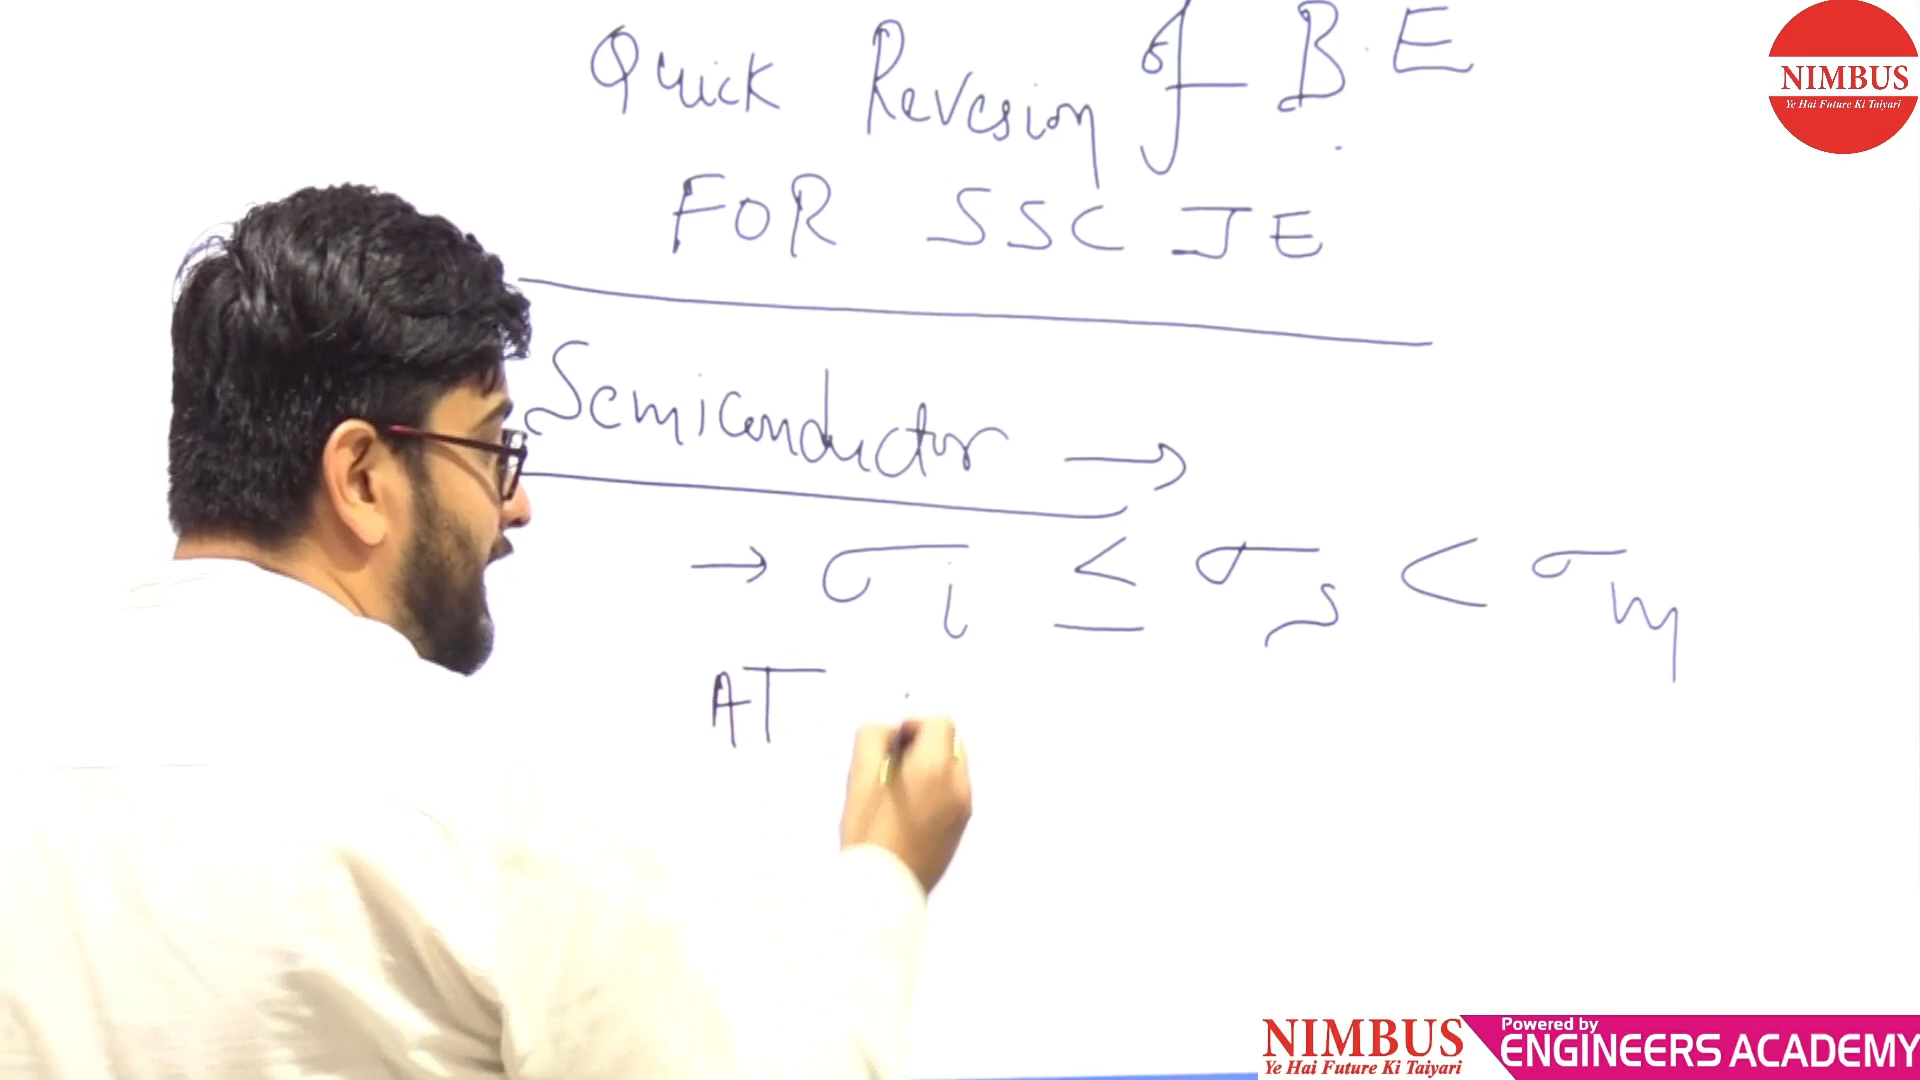 Quick Revesion of B.E
FOR SSC JE
Semiconductor →
→ σi ≤ σs < σm
AT
NIMBUS
Ye Hai Future Ki Taiyari
NIMBUS
Ye Hai Future Ki Taiyari
Powered by
ENGINEERS ACADEMY